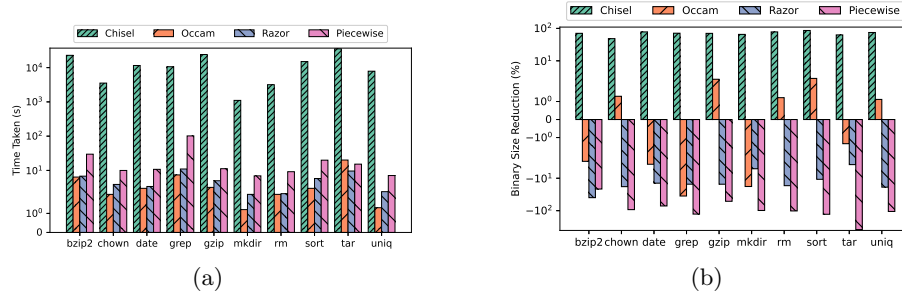 Chisel Occam Razor Piecewise
Time Taken (s)
10^4
10^3
10^2
10^1
10^0
0
bzip2 chown date grep gzip mkdir rm sort tar uniq
(a)
Chisel Occam Razor Piecewise
Binary Size Reduction (%)
10^2
10^1
10^0
0
−10^0
−10^1
−10^2
bzip2 chown date grep gzip mkdir rm sort tar uniq
(b)